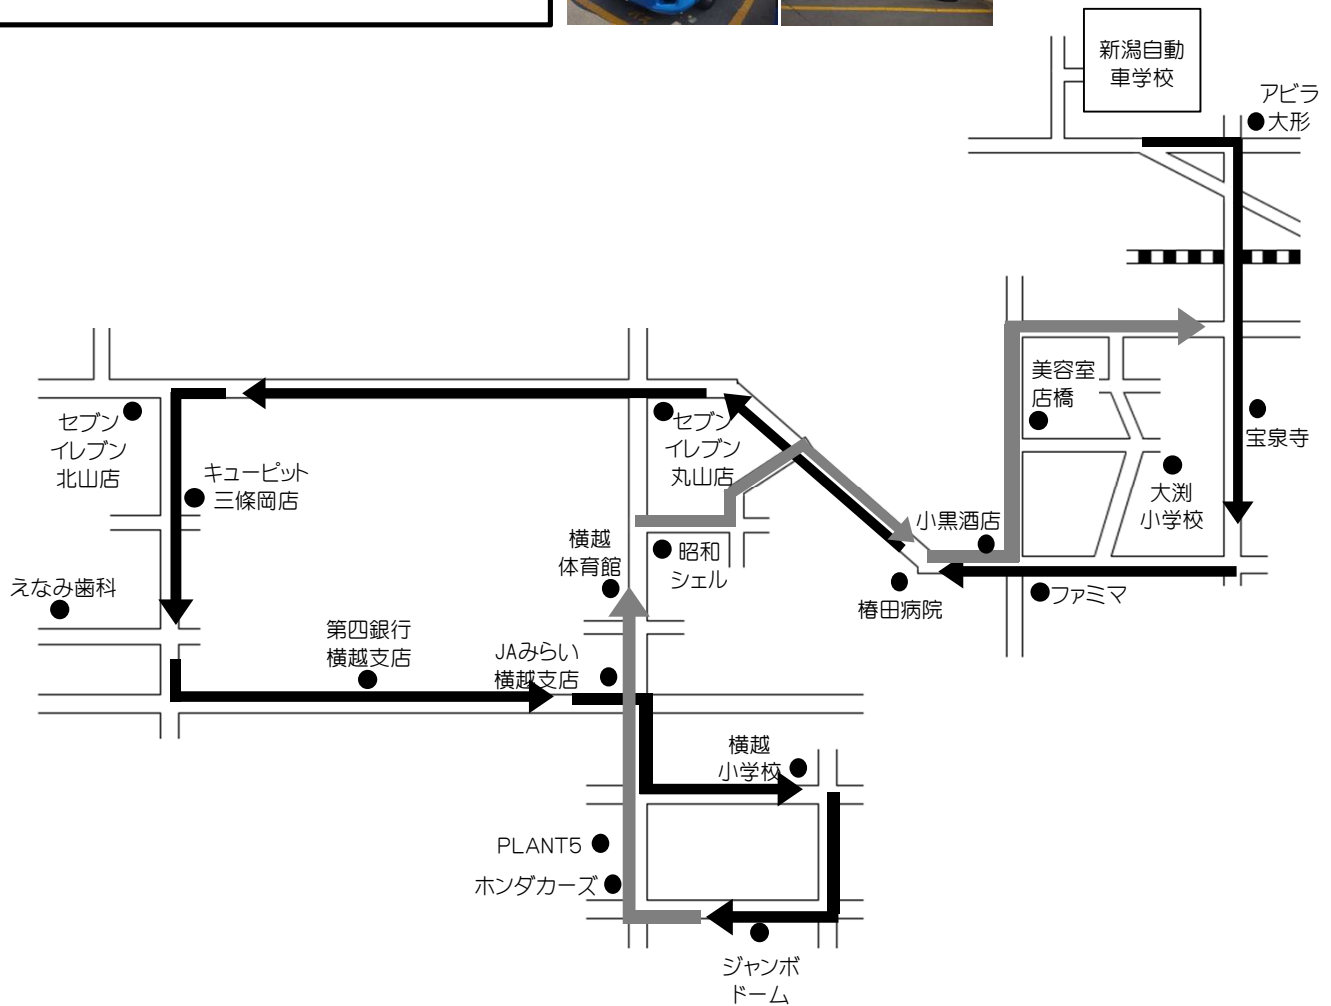 新潟自動
車学校
アビラ
大形
美容室
店橋
宝泉寺
大渕
小学校
セブン
イレブン
北山店
キューピット
三條岡店
セブン
イレブン
丸山店
小黒酒店
横越
体育館
昭和
シェル
椿田病院
ファミマ
えなみ歯科
第四銀行
横越支店
JAみらい
横越支店
横越
小学校
PLANT5
ホンダカーズ
ジャンボ
ドーム